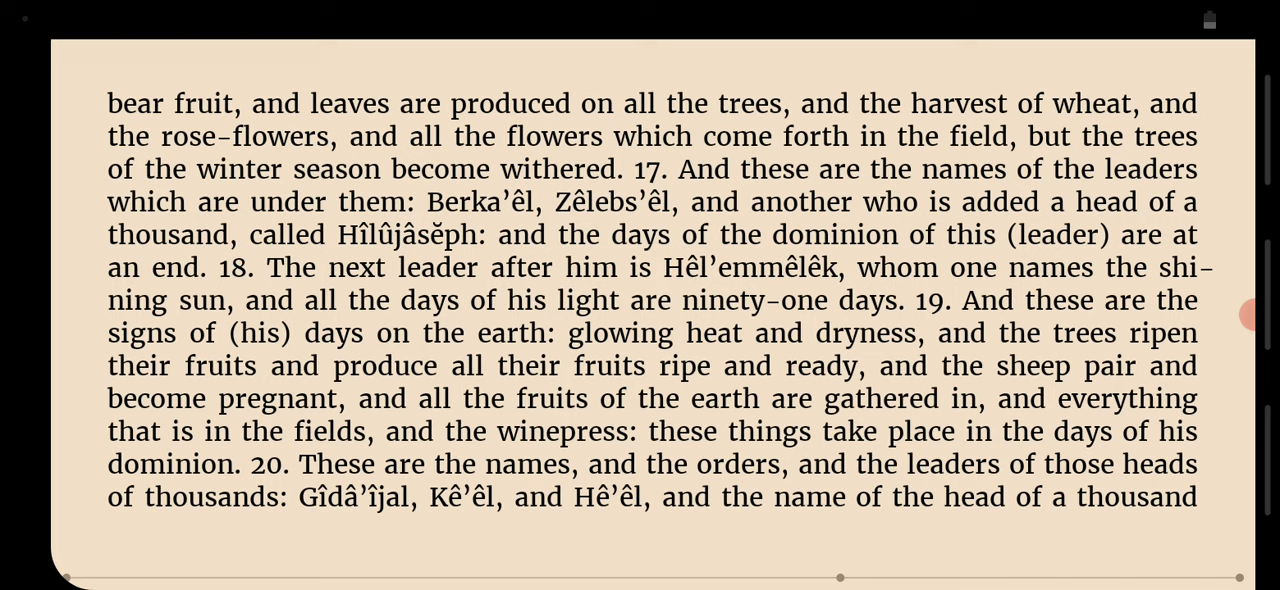 bear fruit, and leaves are produced on all the trees, and the harvest of wheat, and
the rose-flowers, and all the flowers which come forth in the field, but the trees
of the winter season become withered. 17. And these are the names of the leaders
which are under them: Berka’êl, Zêlebs’êl, and another who is added a head of a
thousand, called Hîlûjâsĕph: and the days of the dominion of this (leader) are at
an end. 18. The next leader after him is Hêl’emmêlêk, whom one names the shi-
ning sun, and all the days of his light are ninety-one days. 19. And these are the
signs of (his) days on the earth: glowing heat and dryness, and the trees ripen
their fruits and produce all their fruits ripe and ready, and the sheep pair and
become pregnant, and all the fruits of the earth are gathered in, and everything
that is in the fields, and the winepress: these things take place in the days of his
dominion. 20. These are the names, and the orders, and the leaders of those heads
of thousands: Gîdâ’îjal, Kê’êl, and Hê’êl, and the name of the head of a thousand